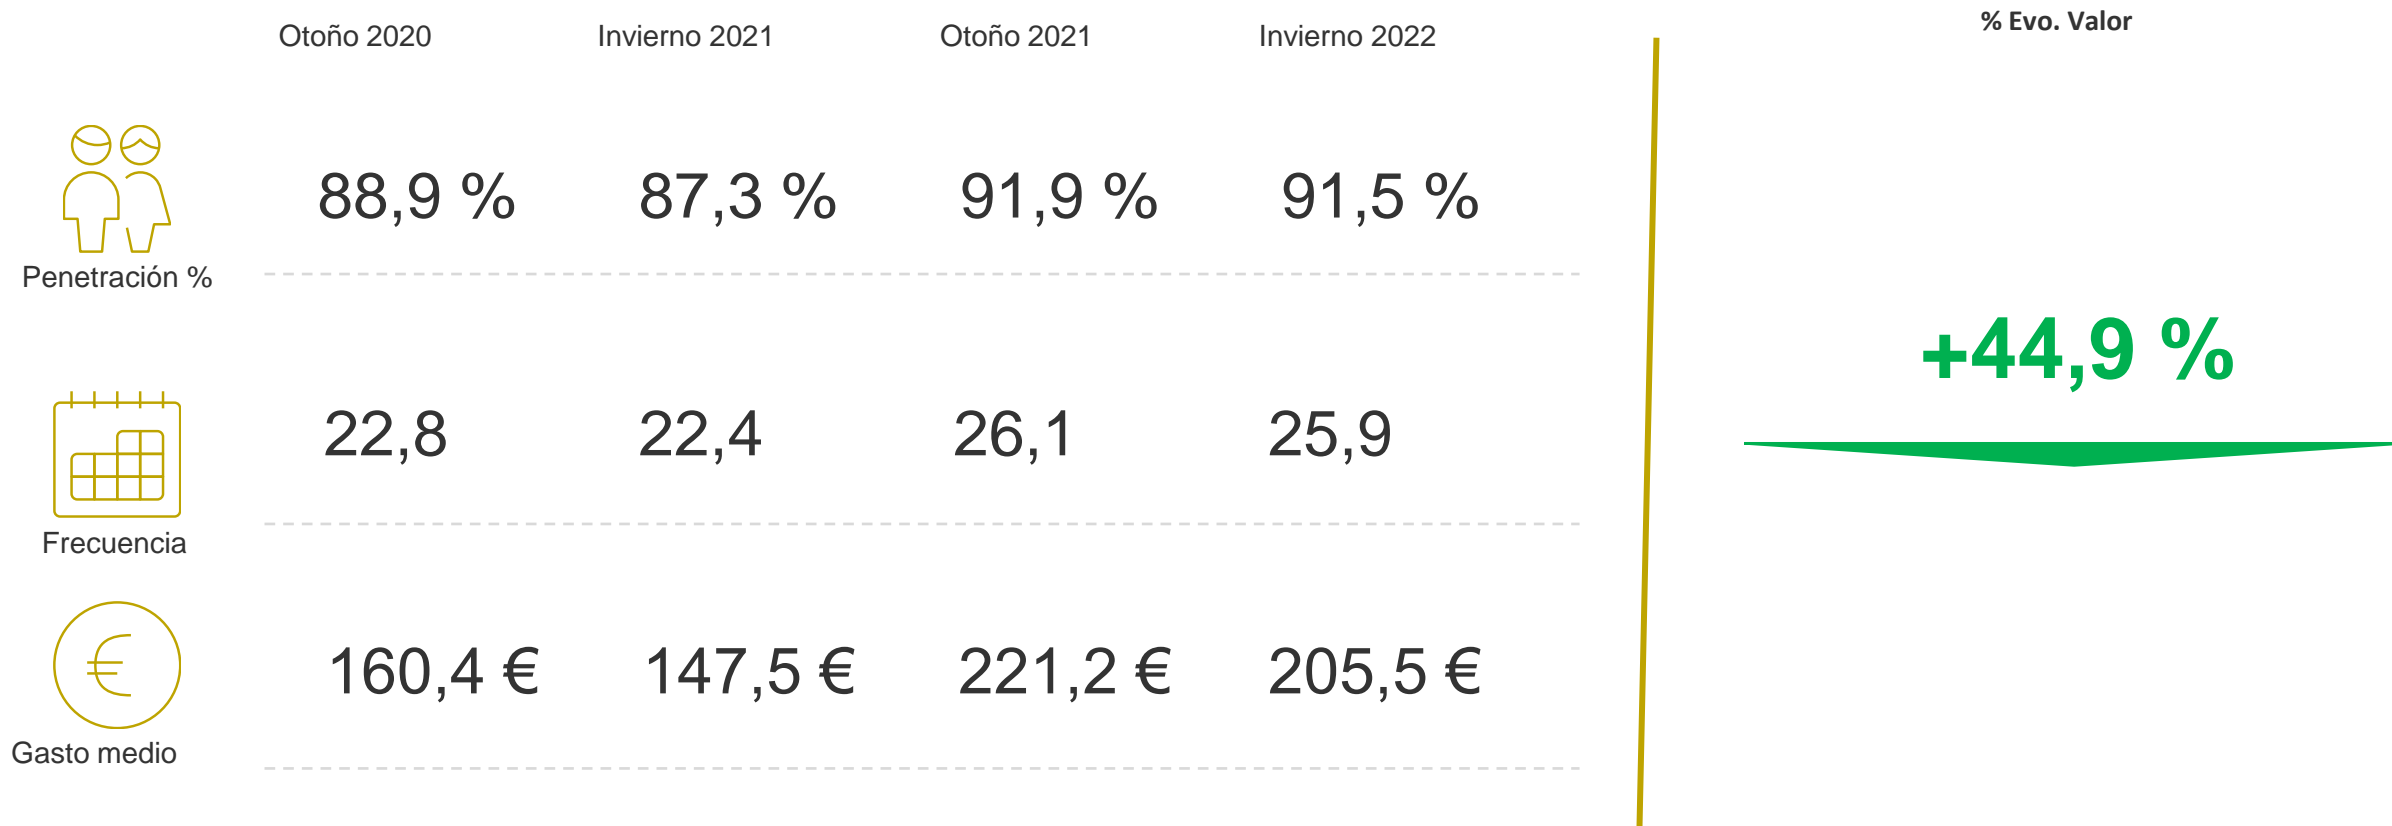 Otoño 2020 Invierno 2021 Otoño 2021 Invierno 2022
% Evo. Valor
88,9 % 87,3 % 91,9 % 91,5 %
Penetración %
+44,9 %
22,8 22,4 26,1 25,9
Frecuencia
€
160,4 € 147,5 € 221,2 € 205,5 €
Gasto medio